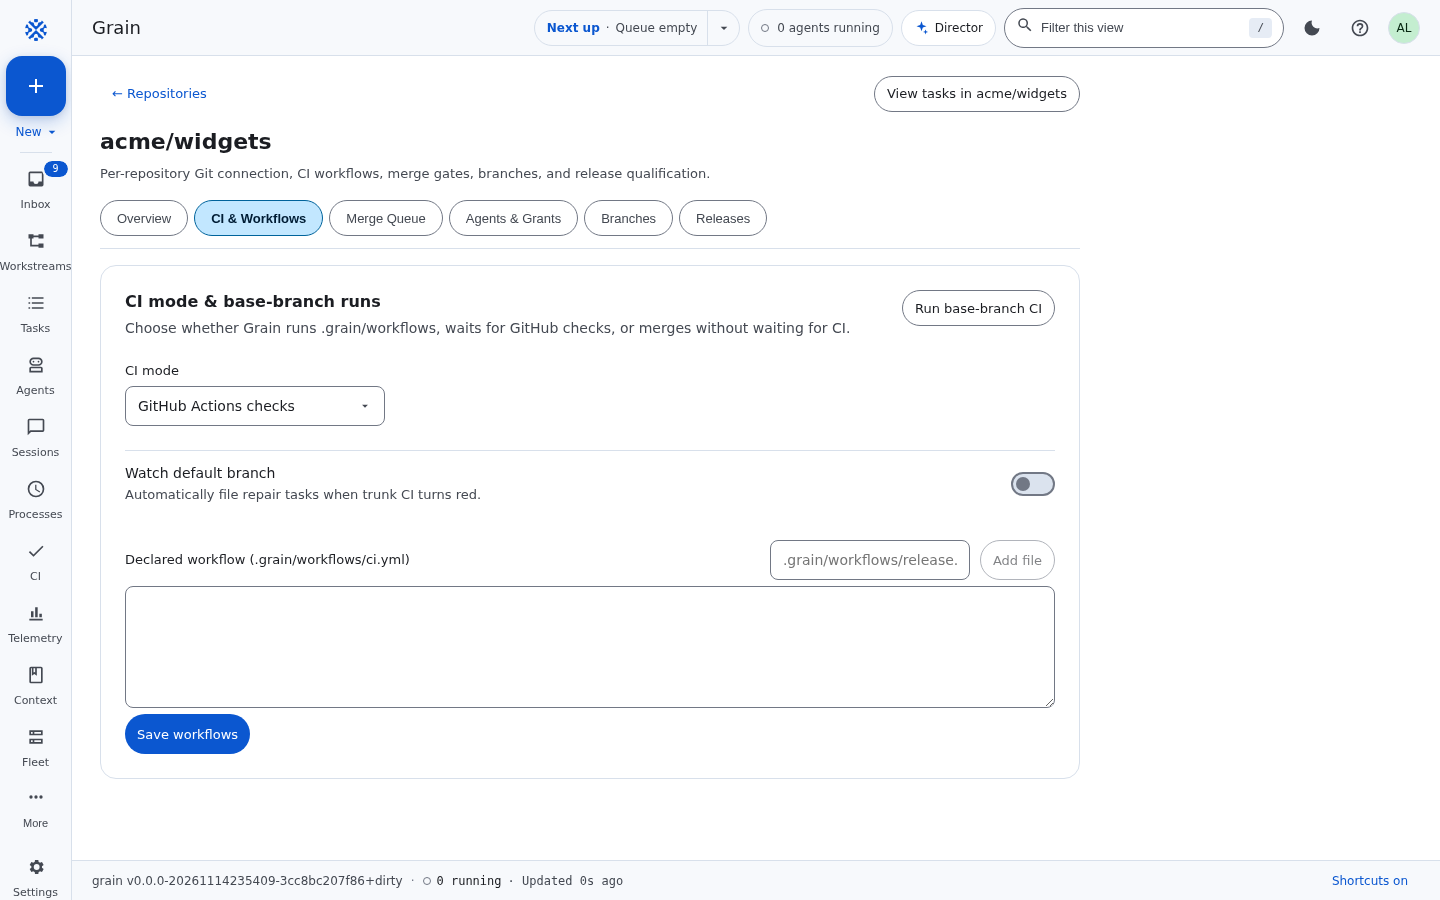 Grain
Next up · Queue empty
0 agents running
Director
Filter this view
/
AL
New
9
Inbox
Workstreams
Tasks
Agents
Sessions
Processes
CI
Telemetry
Context
Fleet
More
Settings
← Repositories
View tasks in acme/widgets
acme/widgets
Per-repository Git connection, CI workflows, merge gates, branches, and release qualification.
Overview
CI & Workflows
Merge Queue
Agents & Grants
Branches
Releases
CI mode & base-branch runs
Run base-branch CI
Choose whether Grain runs .grain/workflows, waits for GitHub checks, or merges without waiting for CI.
CI mode
GitHub Actions checks
Watch default branch
Automatically file repair tasks when trunk CI turns red.
Declared workflow (.grain/workflows/ci.yml)
.grain/workflows/release.
Add file
Save workflows
grain v0.0.0-20261114235409-3cc8bc207f86+dirty · 0 running · Updated 0s ago
Shortcuts on